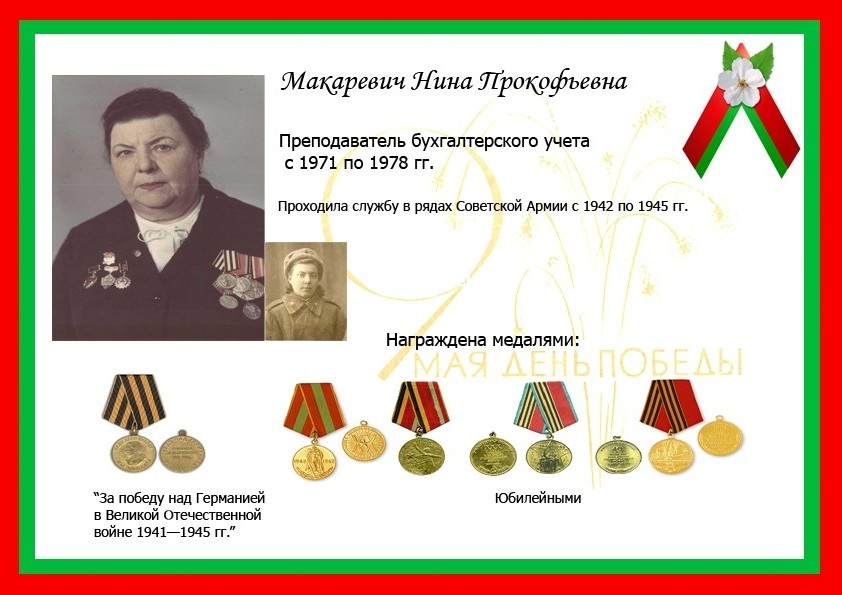 Макаревич Нина Прокофьевна
Преподаватель бухгалтерского учета
с 1971 по 1978 гг.
Проходила службу в рядах Советской Армии с 1942 по 1945 гг.
Награждена медалями:
9 МАЯ ДЕНЬ ПОБЕДЫ
“За победу над Германией
в Великой Отечественной
войне 1941—1945 гг.”
Юбилейными